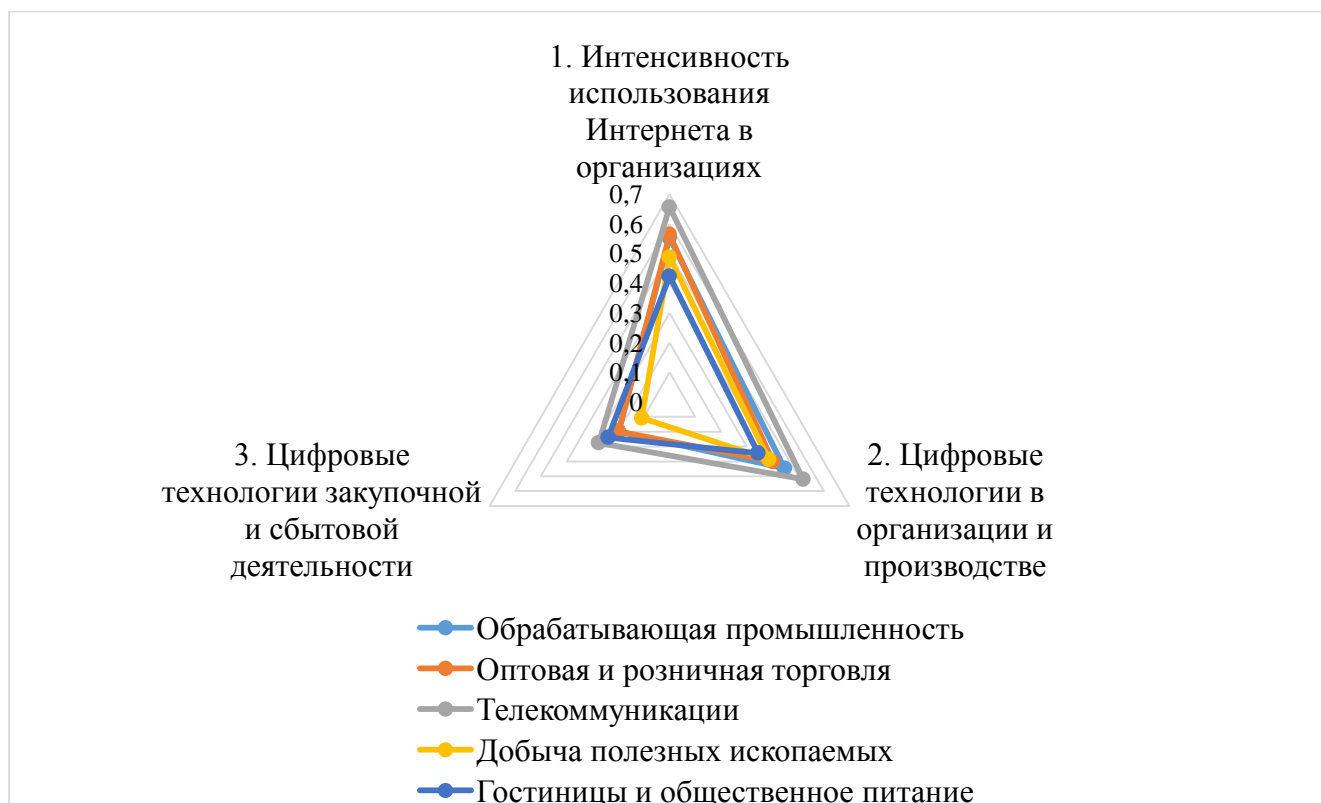 1. Интенсивность
использования
Интернета в
организациях
0,7
0,6
0,5
0,4
0,3
0,2
0,1
0
3. Цифровые
технологии закупочной
и сбытовой
деятельности
2. Цифровые
технологии в
организации и
производстве
Обрабатывающая промышленность
Оптовая и розничная торговля
Телекоммуникации
Добыча полезных ископаемых
Гостиницы и общественное питание